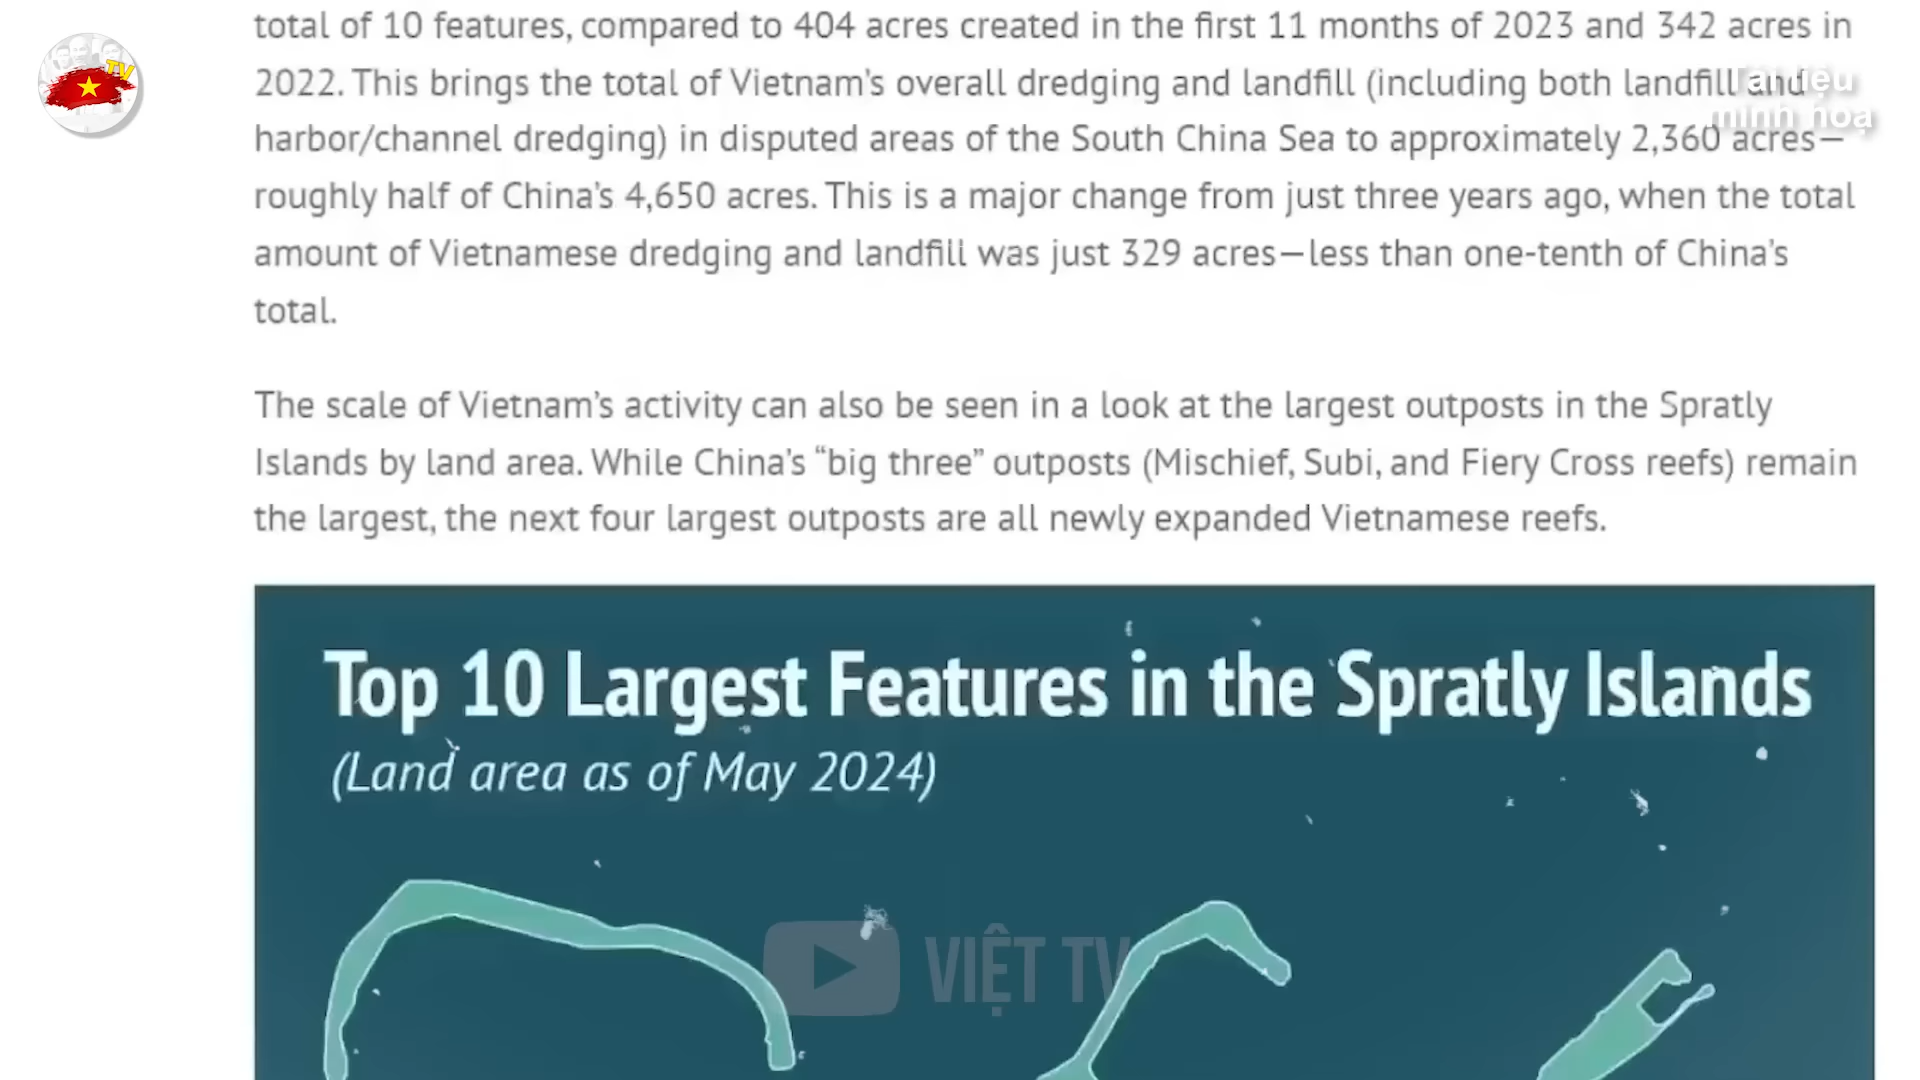 total of 10 features, compared to 404 acres created in the first 11 months of 2023 and 342 acres in
2022. This brings the total of Vietnam's overall dredging and landfill (including both landfill and
harbor/channel dredging) in disputed areas of the South China Sea to approximately 2,360 acres—
roughly half of China's 4,650 acres. This is a major change from just three years ago, when the total
amount of Vietnamese dredging and landfill was just 329 acres—less than one-tenth of China's
total.
The scale of Vietnam's activity can also be seen in a look at the largest outposts in the Spratly
Islands by land area. While China's “big three” outposts (Mischief, Subi, and Fiery Cross reefs) remain
the largest, the next four largest outposts are all newly expanded Vietnamese reefs.
Top 10 Largest Features in the Spratly Islands
(Land area as of May 2024)
TV
Tài liệu
minh họa
VIỆT TV